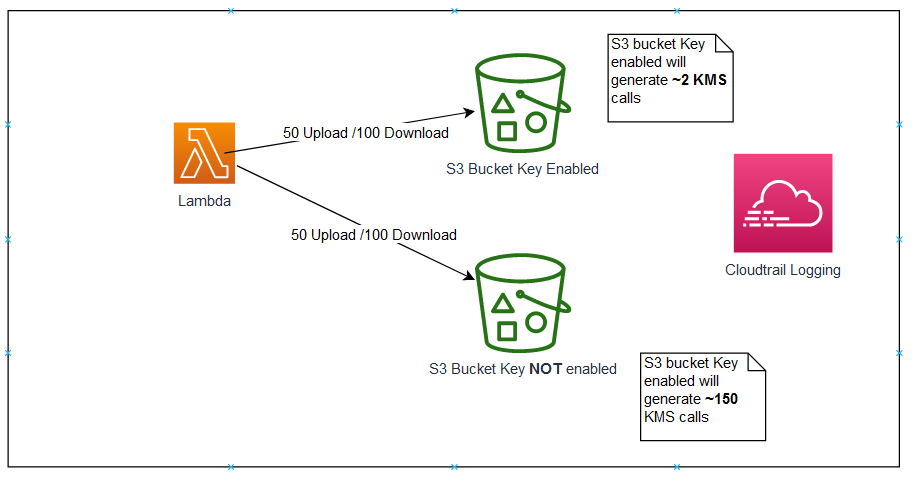 S3 bucket Key
enabled will
generate ~2 KMS
calls
50 Upload /100 Download
S3 Bucket Key Enabled
Lambda
50 Upload /100 Download
Cloudtrail Logging
S3 Bucket Key NOT enabled
S3 bucket Key
enabled will
generate ~150
KMS calls